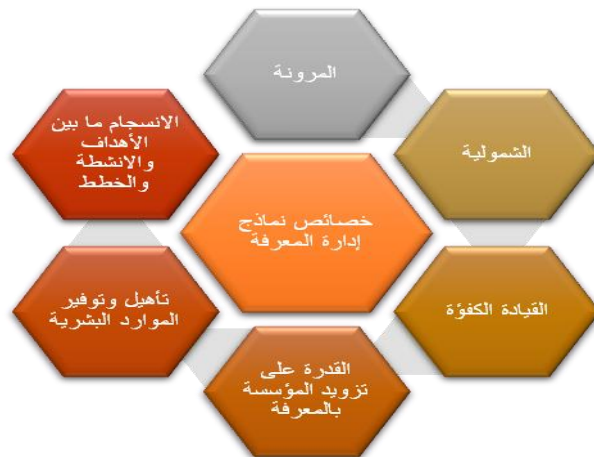 المرونة
الشمولية
القيادة الكفؤة
القدرة على
تزويد المؤسسة
بالمعرفة
تأهيل وتوفير
الموارد البشرية
الانسجام ما بين
الأهداف
والانشطة
والخطط
خصائص نماذج
إدارة المعرفة